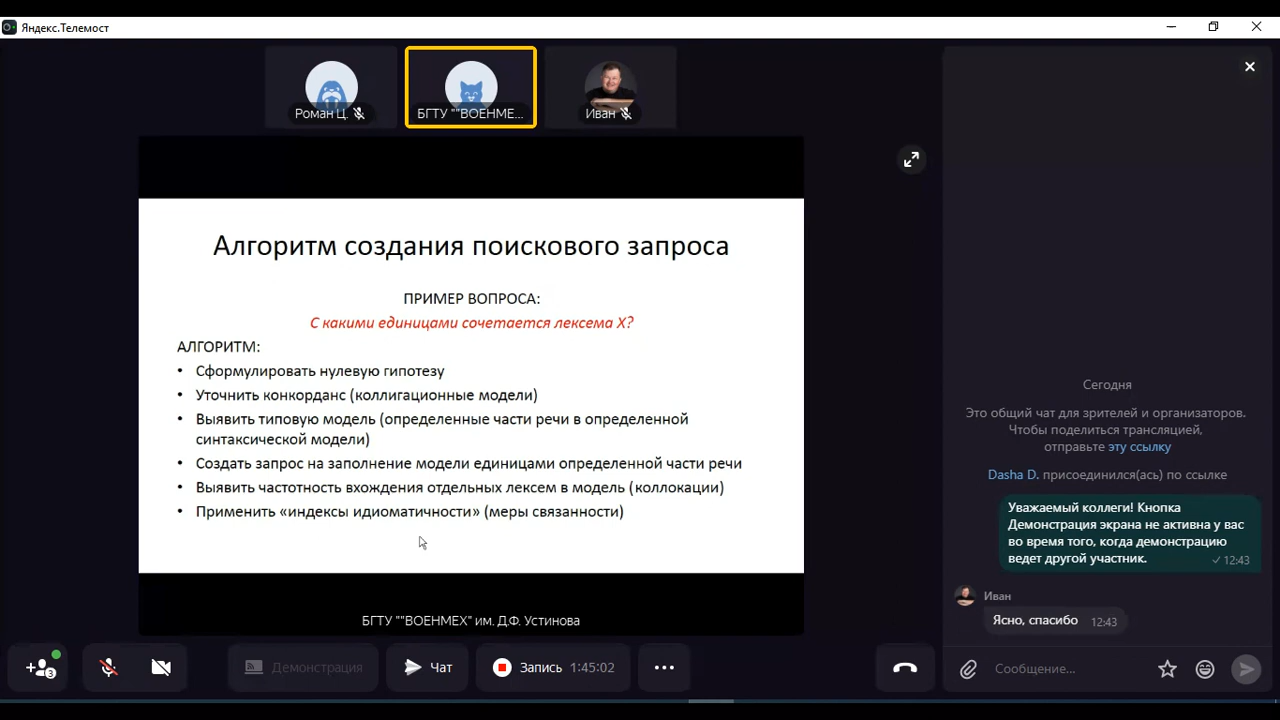 Яндекс.Телемост
Роман Ц.
БГТУ ""ВОЕНМЕ...
Иван
Алгоритм создания поискового запроса
ПРИМЕР ВОПРОСА:
С какими единицами сочетается лексема X?
АЛГОРИТМ:
• Сформулировать нулевую гипотезу
• Уточнить конкорданс (коллигационные модели)
• Выявить типовую модель (определенные части речи в определенной
синтаксической модели)
• Создать запрос на заполнение модели единицами определенной части речи
• Выявить частотность вхождения отдельных лексем в модель (коллокации)
• Применить «индексы идиоматичности» (меры связанности)
БГТУ ""ВОЕНМЕХ" им. Д.Ф. Устинова
3
Демонстрация
Чат
Запись 1:45:02
Сегодня
Это общий чат для зрителей и организаторов.
Чтобы поделиться трансляцией,
отправьте эту ссылку
Dasha D. присоединился(ась) по ссылке
Уважаемый коллеги! Кнопка
Демонстрация экрана не активна у вас
во время того, когда демонстрацию
ведет другой участник.
12:43
Иван
Ясно, спасибо 12:43
Сообщение...